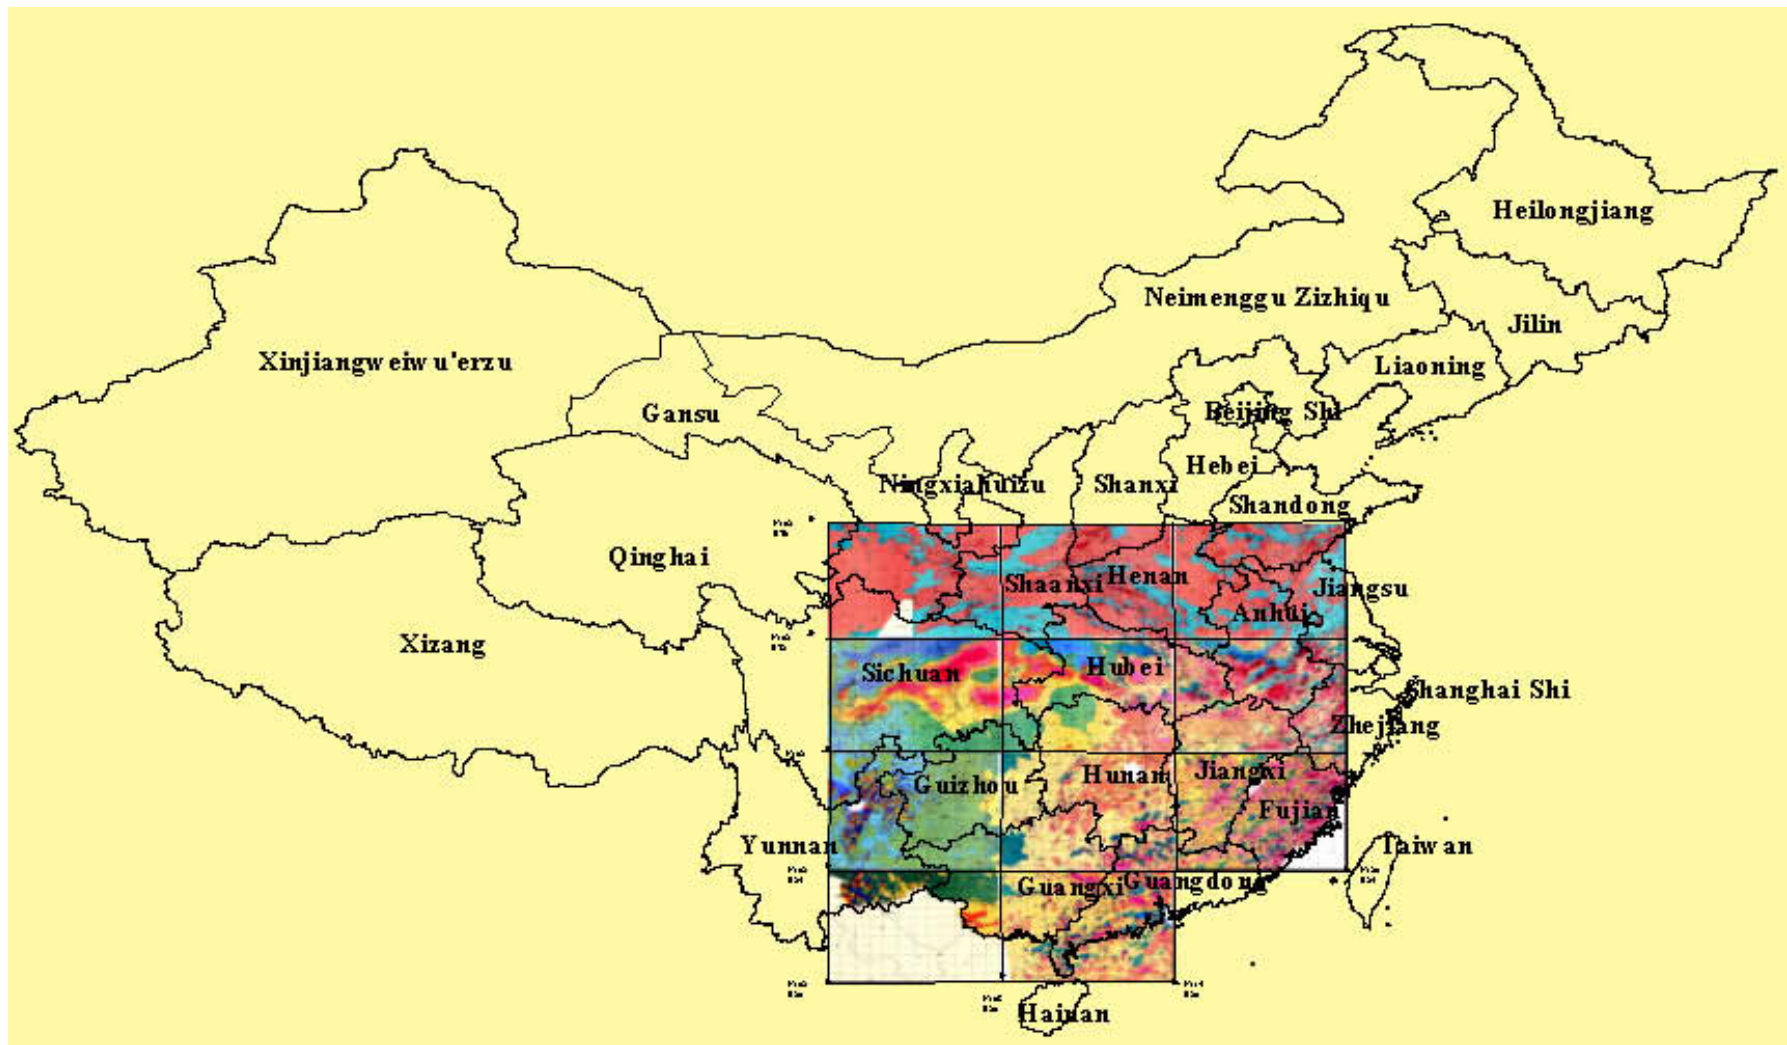 Heilongjiang
Neimenggu Zizhiqu
Jilin
Xinjiangweiwu'erzu
Liaoning
Gansu
Beijing Shi
Hebei
Ningxiahuizu
Shanxi
Shandong
Qinghai
Shaanxi
Henan
Jiangsu
Anhui
Xizang
Sichuan
Hubei
Shanghai Shi
Zhejiang
Guizhou
Hunan
Jiangxi
Fujian
Yunnan
Taiwan
Guangxi
Guangdong
Hainan